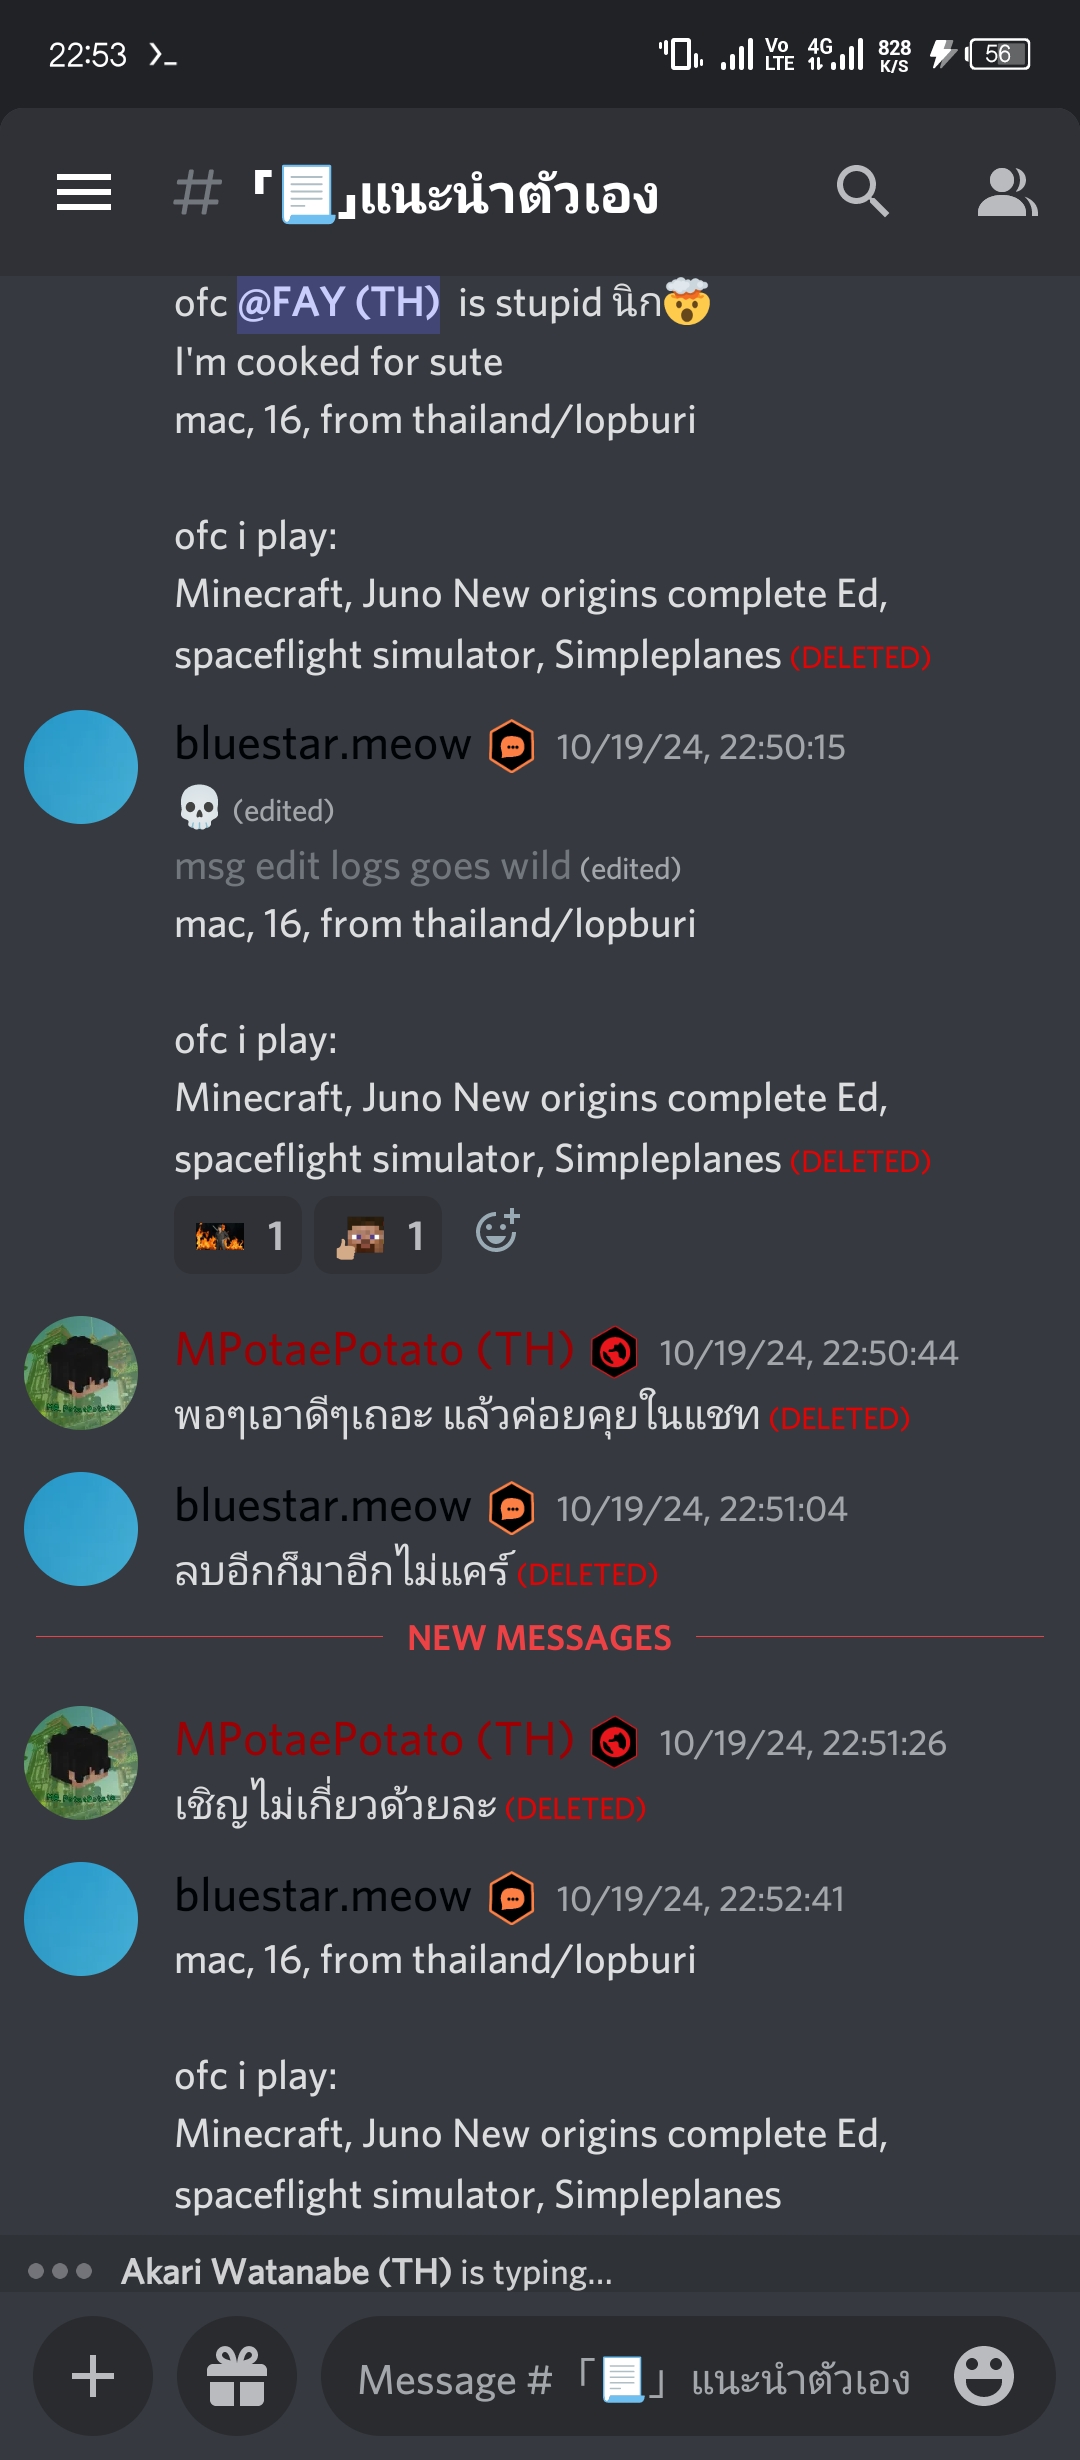 22:53
Vo LTE 4G 828 K/S 56
# 「📃」แนะนำตัวเอง
ofc @FAY (TH) is stupid นิก🤯
I'm cooked for sute
mac, 16, from thailand/lopburi
ofc i play:
Minecraft, Juno New origins complete Ed,
spaceflight simulator, Simpleplanes (DELETED)
bluestar.meow 10/19/24, 22:50:15
💀 (edited)
msg edit logs goes wild (edited)
mac, 16, from thailand/lopburi
ofc i play:
Minecraft, Juno New origins complete Ed,
spaceflight simulator, Simpleplanes (DELETED)
1 1
MPotaePotato (TH) 10/19/24, 22:50:44
พอๆเอาดีๆเถอะ แล้วค่อยคุยในแชท (DELETED)
bluestar.meow 10/19/24, 22:51:04
ลบอีกก็มาอีกไม่แคร์ (DELETED)
NEW MESSAGES
MPotaePotato (TH) 10/19/24, 22:51:26
เชิญไม่เกี่ยวด้วยละ (DELETED)
bluestar.meow 10/19/24, 22:52:41
mac, 16, from thailand/lopburi
ofc i play:
Minecraft, Juno New origins complete Ed,
spaceflight simulator, Simpleplanes
Akari Watanabe (TH) is typing...
Message #「📃」แนะนำตัวเอง